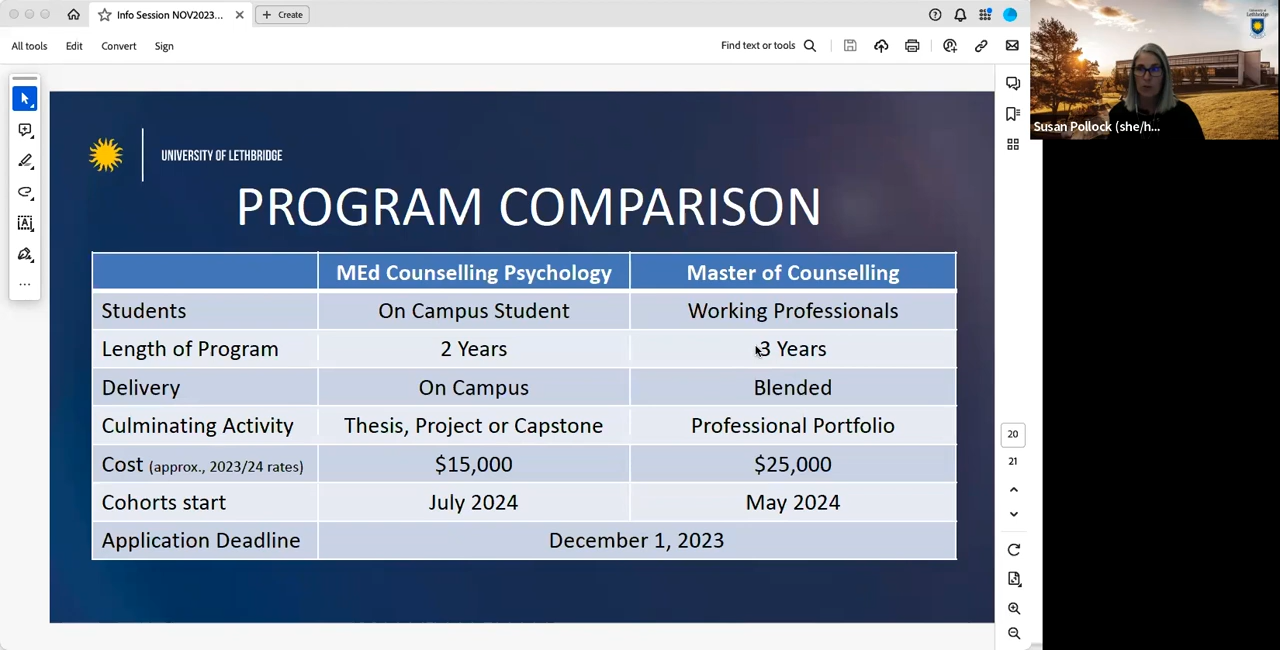 Info Session NOV2023...
Create
All tools Edit Convert Sign
Find text or tools
University of
Lethbridge
Susan Pollock (she/h...
UNIVERSITY OF LETHBRIDGE
PROGRAM COMPARISON
MEd Counselling Psychology Master of Counselling
Students On Campus Student Working Professionals
Length of Program 2 Years 3 Years
Delivery On Campus Blended
Culminating Activity Thesis, Project or Capstone Professional Portfolio
Cost (approx., 2023/24 rates) $15,000 $25,000
Cohorts start July 2024 May 2024
Application Deadline December 1, 2023
20
21